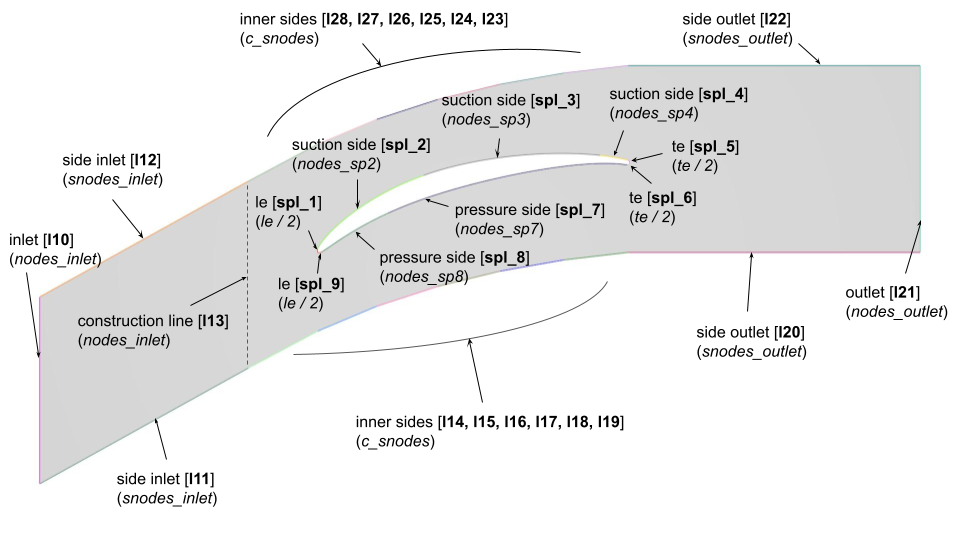 inner sides [l28, l27, l26, l25, l24, l23]
(c_snodes)
side outlet [l22]
(snodes_outlet)
suction side [spl_3]
(nodes_sp3)
suction side [spl_4]
(nodes_sp4)
suction side [spl_2]
(nodes_sp2)
te [spl_5]
(te / 2)
side inlet [l12]
(snodes_inlet)
le [spl_1]
(le / 2)
te [spl_6]
(te / 2)
pressure side [spl_7]
(nodes_sp7)
inlet [l10]
(nodes_inlet)
pressure side [spl_8]
(nodes_sp8)
le [spl_9]
(le / 2)
outlet [l21]
(nodes_outlet)
construction line [l13]
(nodes_inlet)
side outlet [l20]
(snodes_outlet)
inner sides [l14, l15, l16, l17, l18, l19]
(c_snodes)
side inlet [l11]
(snodes_inlet)